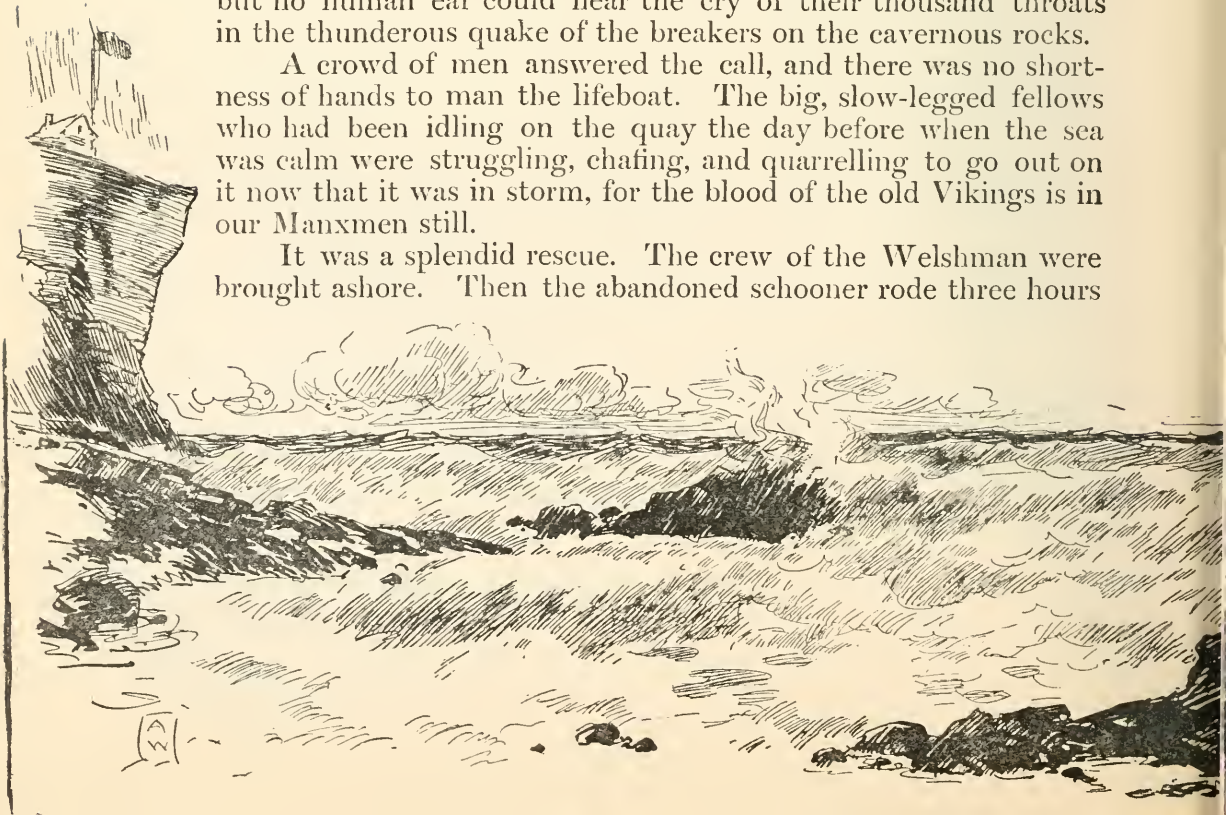 but no human ear could hear the cry of their thousand throats
in the thunderous quake of the breakers on the cavernous rocks.
A crowd of men answered the call, and there was no short-
ness of hands to man the lifeboat. The big, slow-legged fellows
who had been idling on the quay the day before when the sea
was calm were struggling, chafing, and quarrelling to go out on
it now that it was in storm, for the blood of the old Vikings is in
our Manxmen still.
It was a splendid rescue. The crew of the Welshman were
brought ashore. Then the abandoned schooner rode three hours
AW